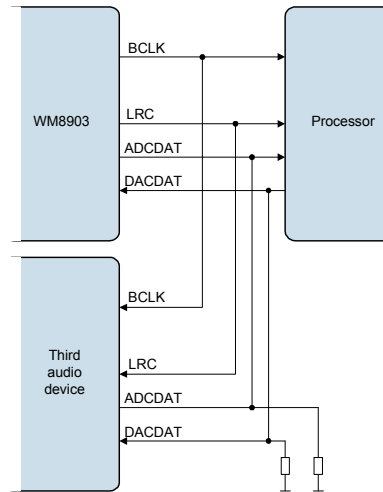 BCLK
WM8903
LRC
Processor
ADCDAT
DACDAT
BCLK
Third
audio
device
LRC
ADCDAT
DACDAT